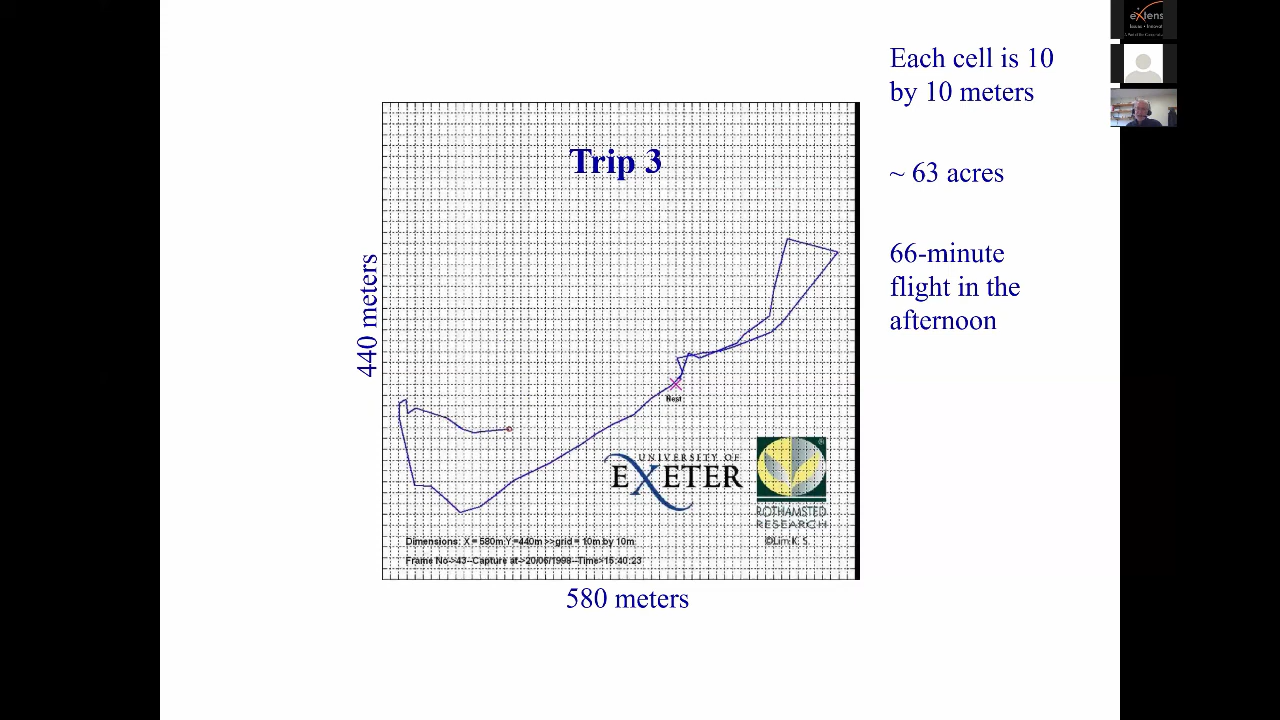 Each cell is 10
by 10 meters
~ 63 acres
66-minute
flight in the
afternoon
Trip 3
440 meters
Nest
UNIVERSITY OF
EXETER
ROTHAMSTED
RESEARCH
®
©Lim K. S.
Dimensions: X = 580m:Y=440m >>grid = 10m by 10m
Frame No->43--Capture at->20/06/1998--Time>15:40:23
580 meters